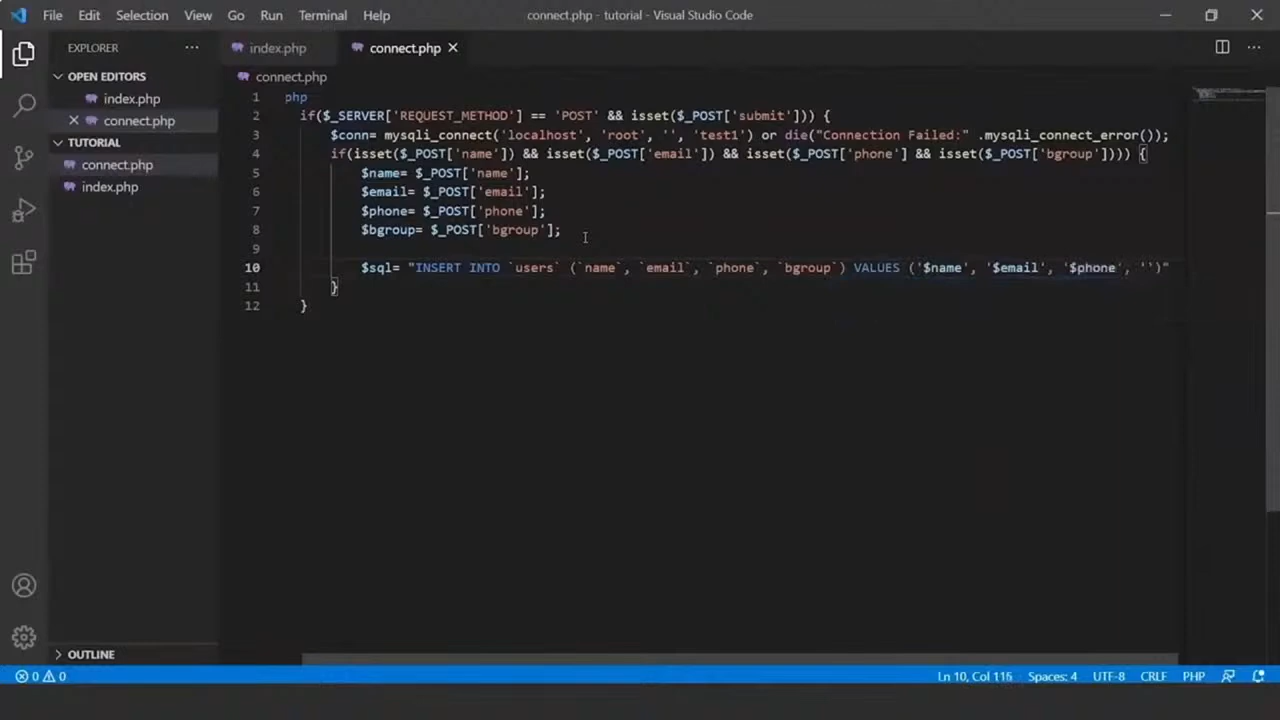 File Edit Selection View Go Run Terminal Help connect.php - tutorial - Visual Studio Code
EXPLORER ··· index.php connect.php
OPEN EDITORS connect.php
index.php
connect.php
TUTORIAL
connect.php
index.php
1 php
2 if($_SERVER['REQUEST_METHOD'] == 'POST' && isset($_POST['submit'])) {
3 $conn= mysqli_connect('localhost', 'root', '', 'test1') or die("Connection Failed:" .mysqli_connect_error());
4 if(isset($_POST['name']) && isset($_POST['email']) && isset($_POST['phone'] && isset($_POST['bgroup']))) {
5 $name= $_POST['name'];
6 $email= $_POST['email'];
7 $phone= $_POST['phone'];
8 $bgroup= $_POST['bgroup'];
9
10 $sql= "INSERT INTO `users` (`name`, `email`, `phone`, `bgroup`) VALUES ('$name', '$email', '$phone', '')"
11 }
12 }
OUTLINE
0 0 Ln 10, Col 116 Spaces: 4 UTF-8 CRLF PHP